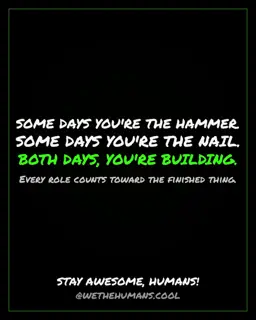 SOME DAYS YOU'RE THE HAMMER.
SOME DAYS YOU'RE THE NAIL.
BOTH DAYS, YOU'RE BUILDING.
EVERY ROLE COUNTS TOWARD THE FINISHED THING.
STAY AWESOME, HUMANS!
@WETHEHUMANS.COOL